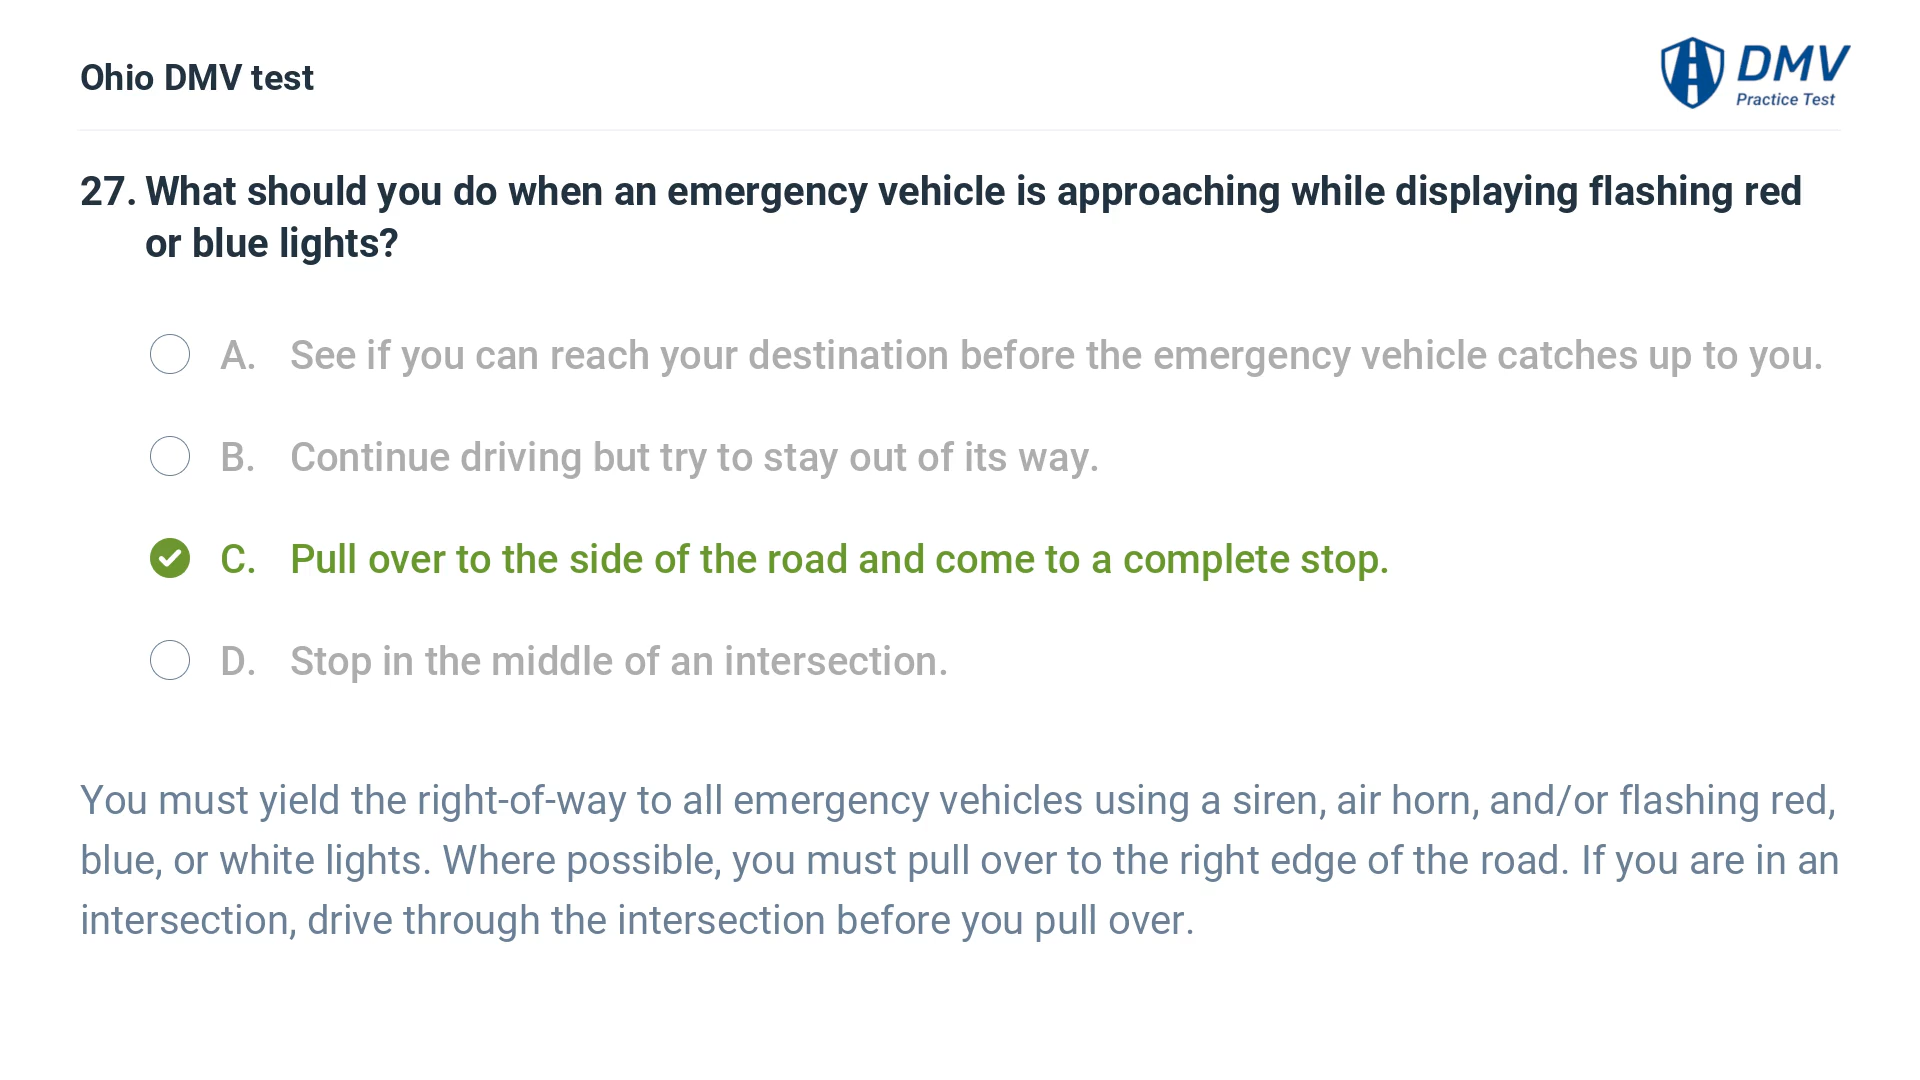 Ohio DMV test
DMV
Practice Test
27. What should you do when an emergency vehicle is approaching while displaying flashing red
or blue lights?
A. See if you can reach your destination before the emergency vehicle catches up to you.
B. Continue driving but try to stay out of its way.
C. Pull over to the side of the road and come to a complete stop.
D. Stop in the middle of an intersection.
You must yield the right-of-way to all emergency vehicles using a siren, air horn, and/or flashing red,
blue, or white lights. Where possible, you must pull over to the right edge of the road. If you are in an
intersection, drive through the intersection before you pull over.